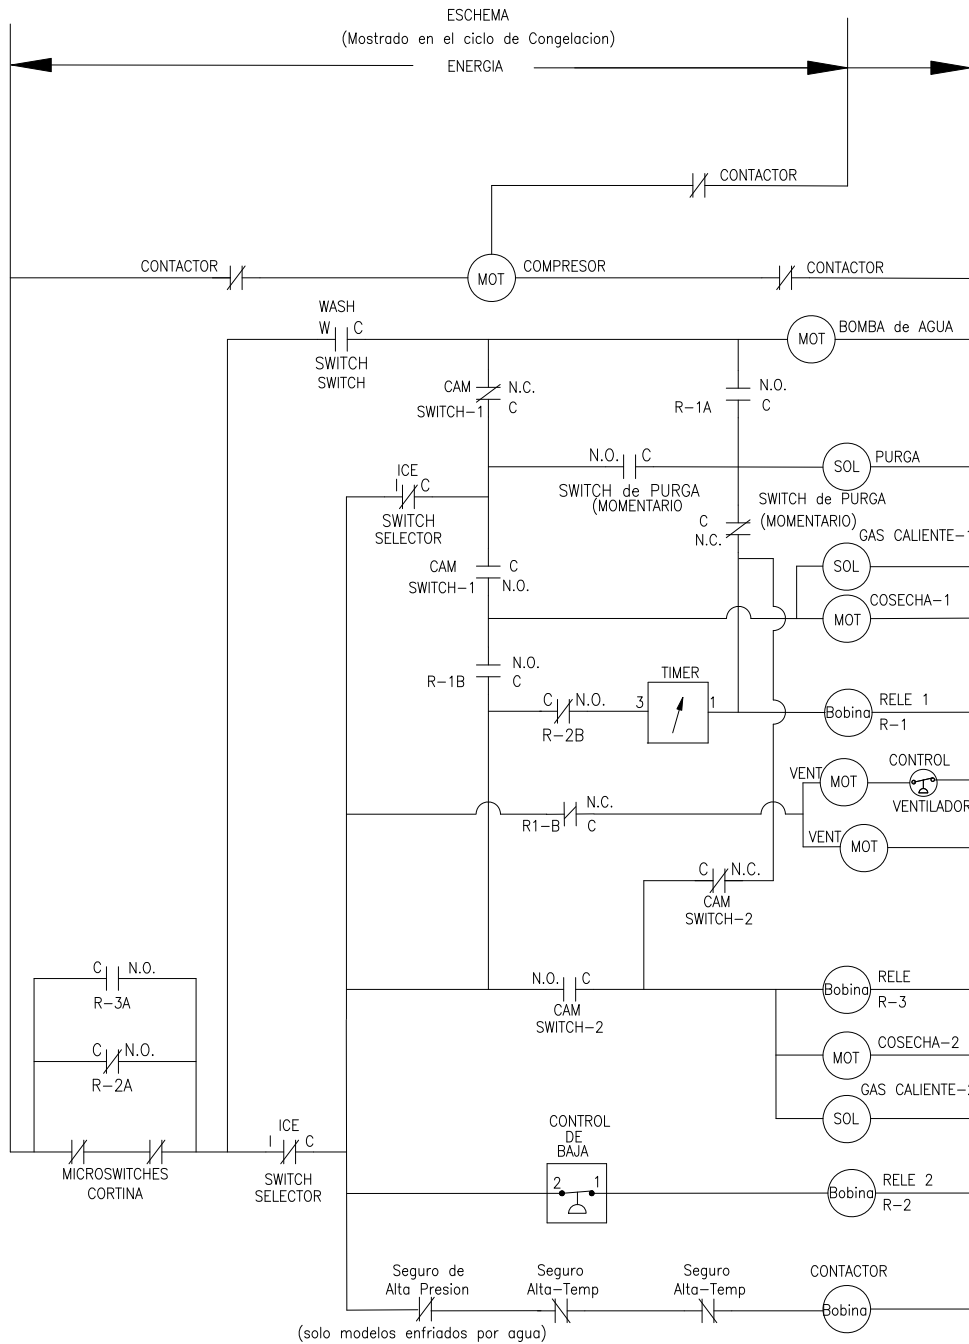 ESCHEMA
(Mostrado en el ciclo de Congelacion)
ENERGIA
CONTACTOR
CONTACTOR
MOT
COMPRESOR
CONTACTOR
WASH
W
C
SWITCH
SWITCH
MOT
BOMBA de AGUA
CAM
SWITCH-1
N.C.
C
R-1A
N.O.
C
N.O.
C
SWITCH de PURGA
(MOMENTARIO
SOL
PURGA
ICE
I
C
SWITCH
SELECTOR
C
N.C.
SWITCH de PURGA
(MOMENTARIO)
CAM
SWITCH-1
C
N.O.
GAS CALIENTE-1
SOL
COSECHA-1
MOT
R-1B
N.O.
C
C
N.O.
R-2B
TIMER
3
1
Bobina
RELE 1
R-1
VENT
MOT
CONTROL
VENTILADOR
N.C.
R1-B
C
VENT
MOT
C
N.C.
CAM
SWITCH-2
C
N.O.
R-3A
N.O.
C
CAM
SWITCH-2
Bobina
RELE
R-3
C
N.O.
R-2A
MOT
COSECHA-2
GAS CALIENTE-2
SOL
MICROSWITCHES
CORTINA
ICE
I
C
SWITCH
SELECTOR
CONTROL
DE
BAJA
2
1
Bobina
RELE 2
R-2
Seguro de
Alta Presion
Seguro
Alta-Temp
Seguro
Alta-Temp
CONTACTOR
Bobina
(solo modelos enfriados por agua)